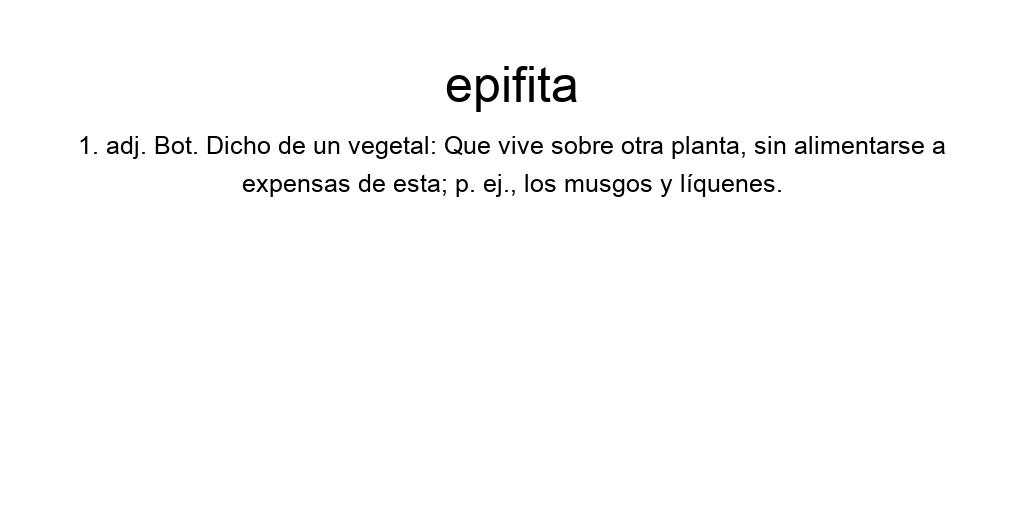 epifita
1. adj. Bot. Dicho de un vegetal: Que vive sobre otra planta, sin alimentarse a
expensas de esta; p. ej., los musgos y líquenes.